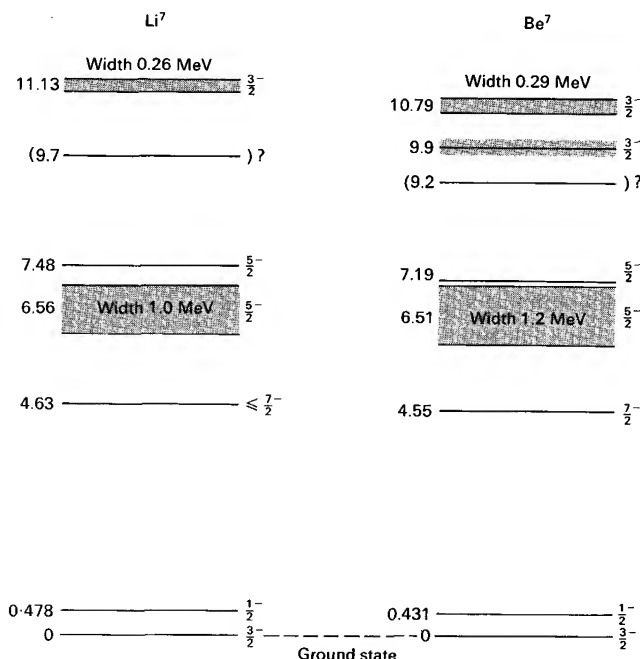 Li⁷
Width 0.26 MeV
11.13 3/2⁻
(9.7 ) ?
7.48 5/2⁻
6.56 Width 1.0 MeV 5/2⁻
4.63 ⩽ 7/2⁻
0·478 1/2⁻
0 3/2⁻
Be⁷
Width 0.29 MeV
10.79 3/2⁻
9.9 3/2⁻
(9.2 ) ?
7.19 5/2⁻
6.51 Width 1.2 MeV 5/2⁻
4.55 7/2⁻
0.431 1/2⁻
0 3/2⁻
Ground state